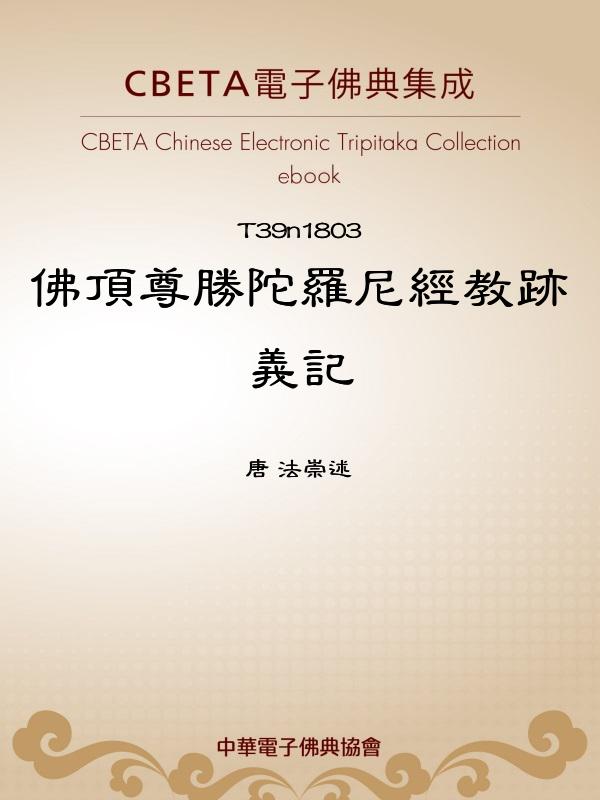 CBETA電子佛典集成
CBETA Chinese Electronic Tripitaka Collection
ebook
T39n1803
佛頂尊勝陀羅尼經教跡
義記
唐 法崇述
中華電子佛典協會